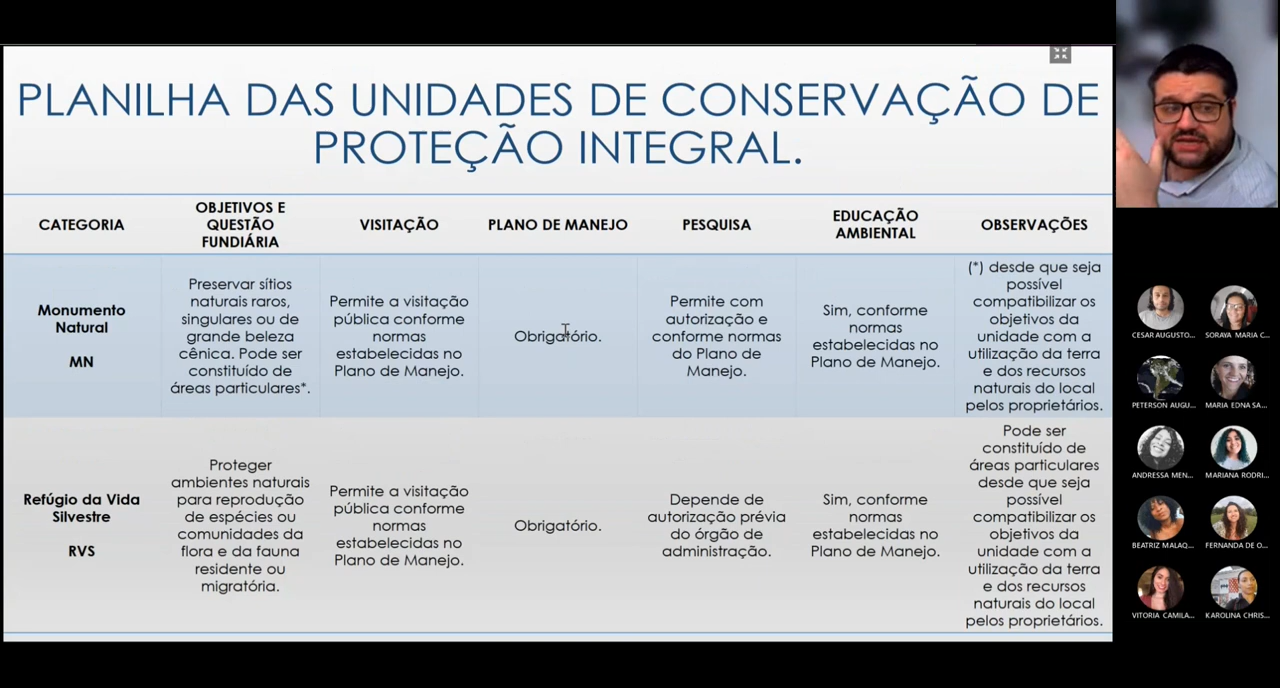 PLANILHA DAS UNIDADES DE CONSERVAÇÃO DE
PROTEÇÃO INTEGRAL.
CATEGORIA
OBJETIVOS E
QUESTÃO
FUNDIÁRIA
VISITAÇÃO
PLANO DE MANEJO
PESQUISA
EDUCAÇÃO
AMBIENTAL
OBSERVAÇÕES
Monumento
Natural
MN
Preservar sítios
naturais raros,
singulares ou de
grande beleza
cênica. Pode ser
constituído de
áreas particulares*.
Permite a visitação
pública conforme
normas
estabelecidas no
Plano de Manejo.
Obrigatório.
Permite com
autorização e
conforme normas
do Plano de
Manejo.
Sim, conforme
normas
estabelecidas no
Plano de Manejo.
(*) desde que seja
possível
compatibilizar os
objetivos da
unidade com a
utilização da terra
e dos recursos
naturais do local
pelos proprietários.
Refúgio da Vida
Silvestre
RVS
Proteger
ambientes naturais
para reprodução
de espécies ou
comunidades da
flora e da fauna
residente ou
migratória.
Permite a visitação
pública conforme
normas
estabelecidas no
Plano de Manejo.
Obrigatório.
Depende de
autorização prévia
do órgão de
administração.
Sim, conforme
normas
estabelecidas no
Plano de Manejo.
Pode ser
constituído de
áreas particulares
desde que seja
possível
compatibilizar os
objetivos da
unidade com a
utilização da terra
e dos recursos
naturais do local
pelos proprietários.
CESAR AUGUSTO...
SORAYA MARIA C...
PETERSON AUGU...
MARIA EDNA SA...
ANDRESSA MEN...
MARIANA RODRI...
BEATRIZ MALAQ...
FERNANDA DE O...
VITORIA CAMILA...
KAROLINA CHRIS...